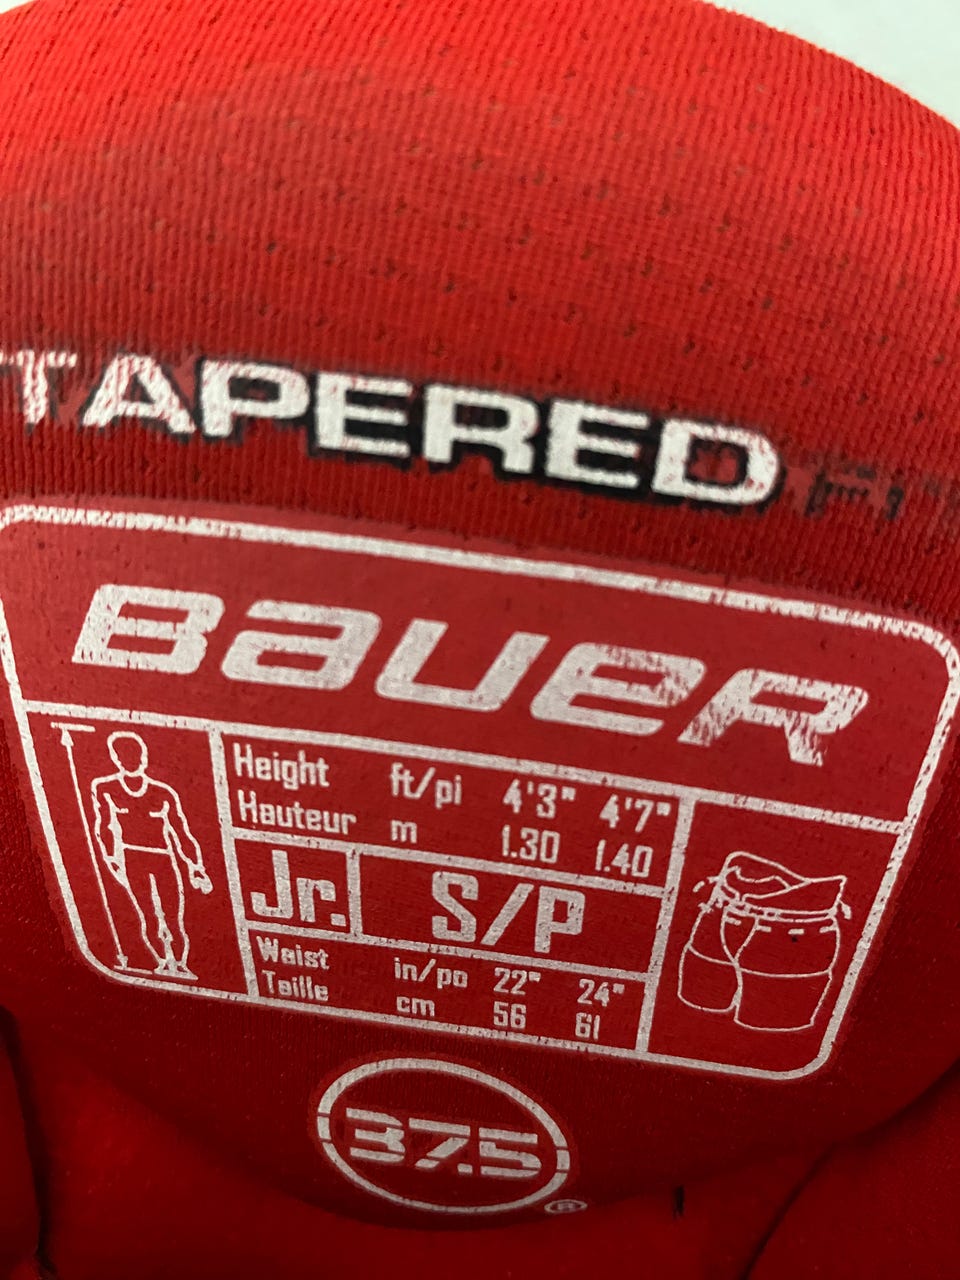 TAPERED
BAUER
Height ft/pi 4'3" 4'7"
Hauteur m 1.30 1.40
Jr. S/P
Waist in/po 22" 24"
Taille cm 56 61
37.5
®